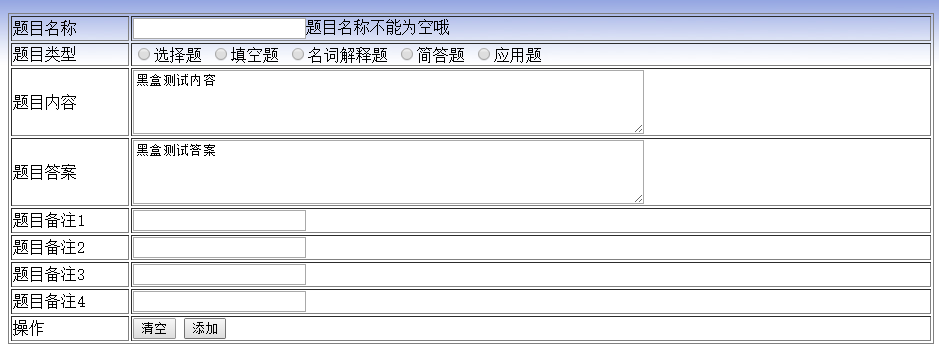 题目名称 题目名称不能为空哦
题目类型 选择题 填空题 名词解释题 简答题 应用题
题目内容 黑盒测试内容
题目答案 黑盒测试答案
题目备注1
题目备注2
题目备注3
题目备注4
操作 清空 添加